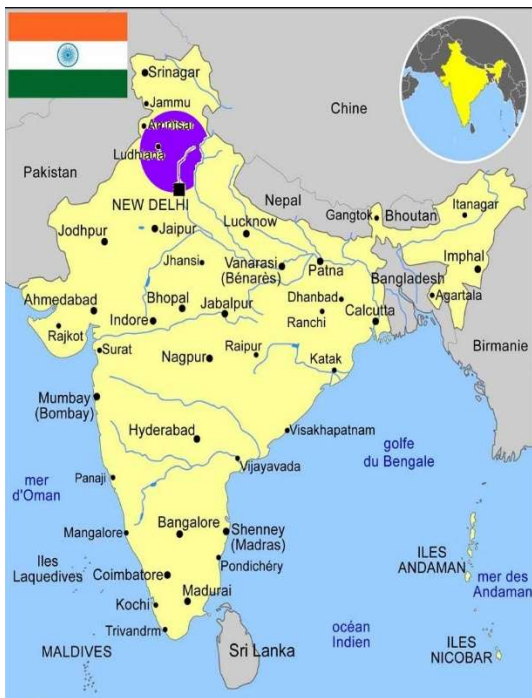 Srinagar
Chine
Jammu
Amritsar
Ludhiana
Pakistan
NEW DELHI
Népal
Bhoutan
Itanagar
Gangtok
Lucknow
Jaipur
Jodhpur
Jhansi
Vanarasi
(Bénarès)
Patna
Imphal
Bangladesh
Agartala
Ahmedabad
Bhopal
Jabalpur
Dhanbad
Indore
Ranchi
Calcutta
Rajkot
Birmanie
Surat
Nagpur
Raipur
Katak
Mumbay
(Bombay)
Hyderabad
Visakhapatnam
golfe
du Bengale
Vijayavada
mer
d'Oman
Panaji
Mangalore
Bangalore
Shenney
(Madras)
Pondichéry
Iles
Laquedives
ILES
ANDAMAN
mer des
Andaman
Coimbatore
Kochi
Madurai
Trivandrm
MALDIVES
Sri Lanka
océan
Indien
ILES
NICOBAR